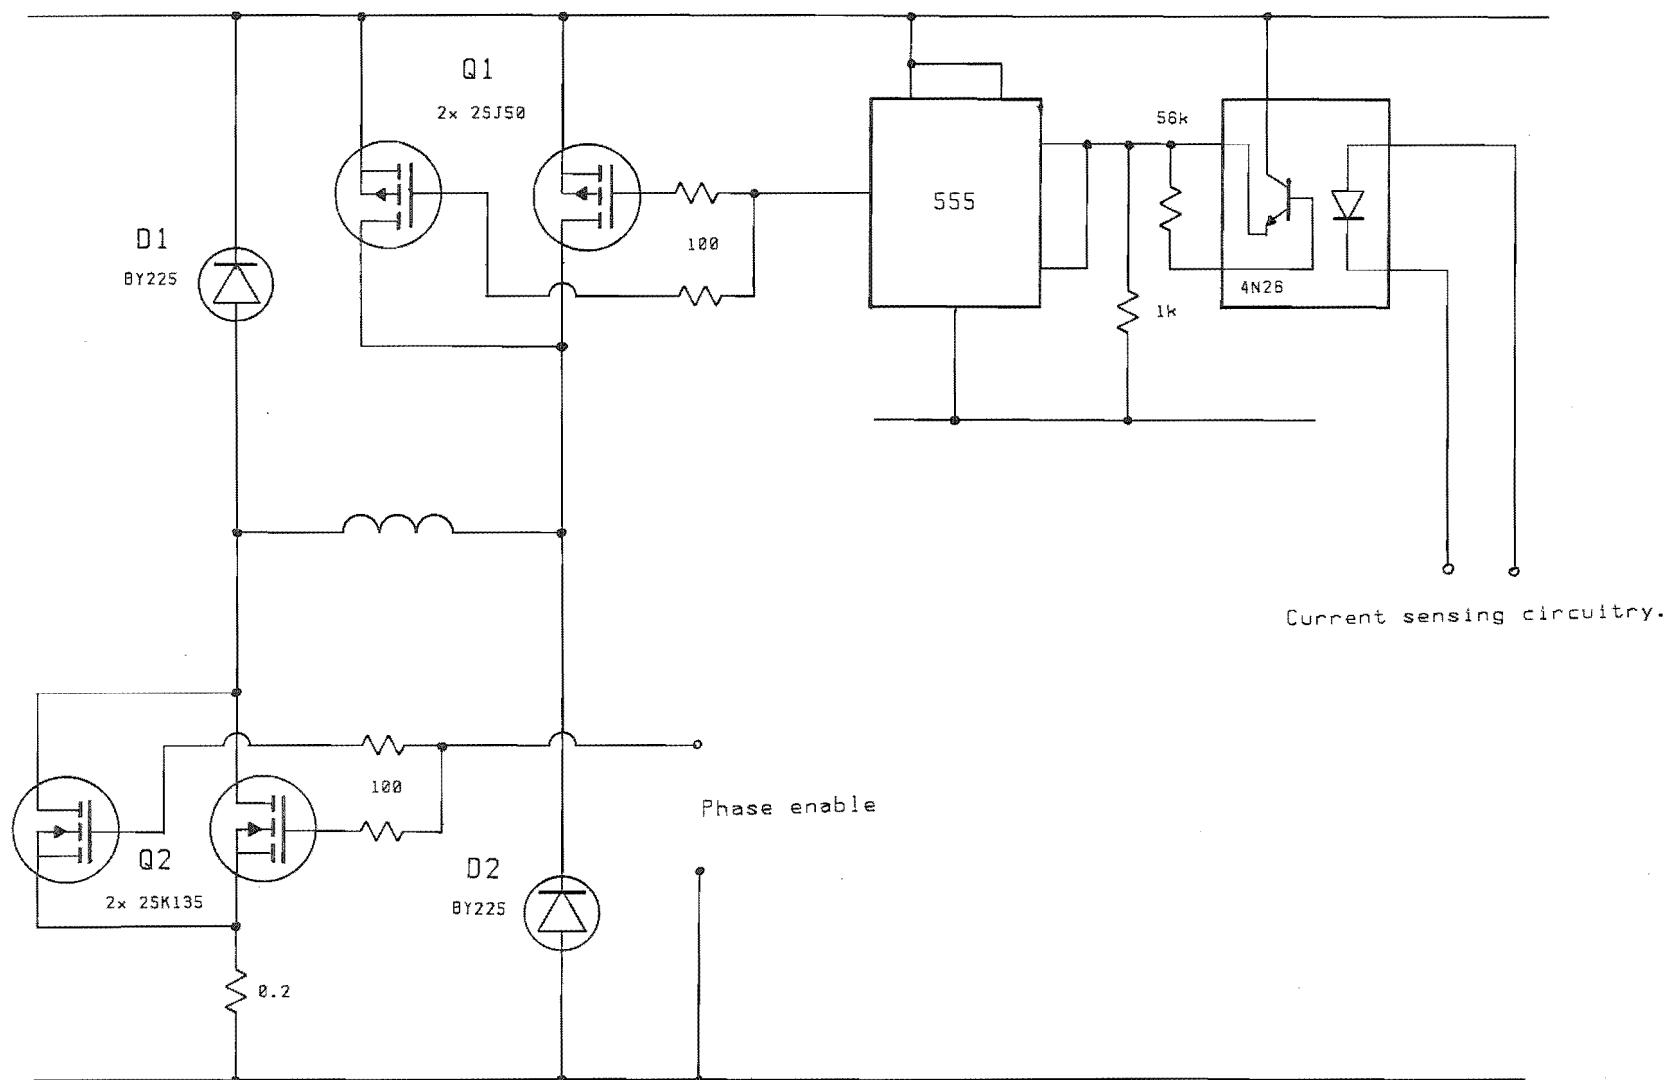 Q1
2x 2SJ50
56k
555
D1
BY225
100
4N26
1k
Current sensing circuitry.
100
Phase enable
Q2
D2
2x 2SK135
BY225
0.2